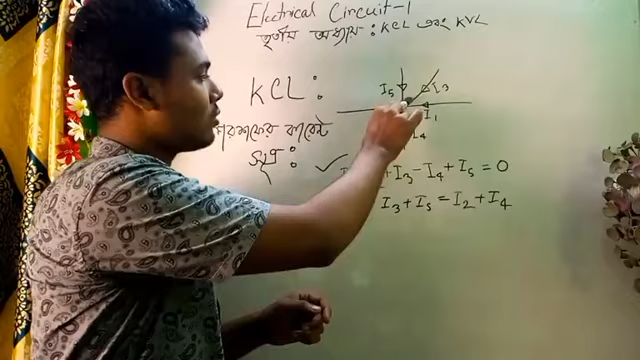 Electrical Circuit-1
তৃতীয় অধ্যায় : KCL এবং KVL
KCL :
I5
I3
I1
I4
কারেন্ট
সূত্র :
✓
+I3-I4+I5 = 0
I3+I5 = I2+I4